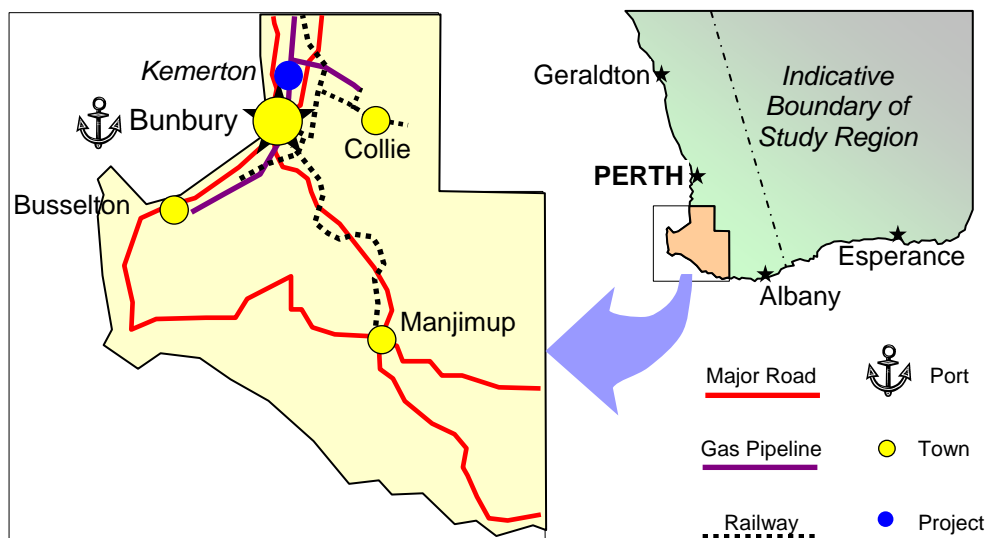 Kemerton
Bunbury
Collie
Busselton
Manjimup
Geraldton
Indicative
Boundary of
Study Region
PERTH
Esperance
Albany
Major Road
Port
Gas Pipeline
Town
Railway
Project